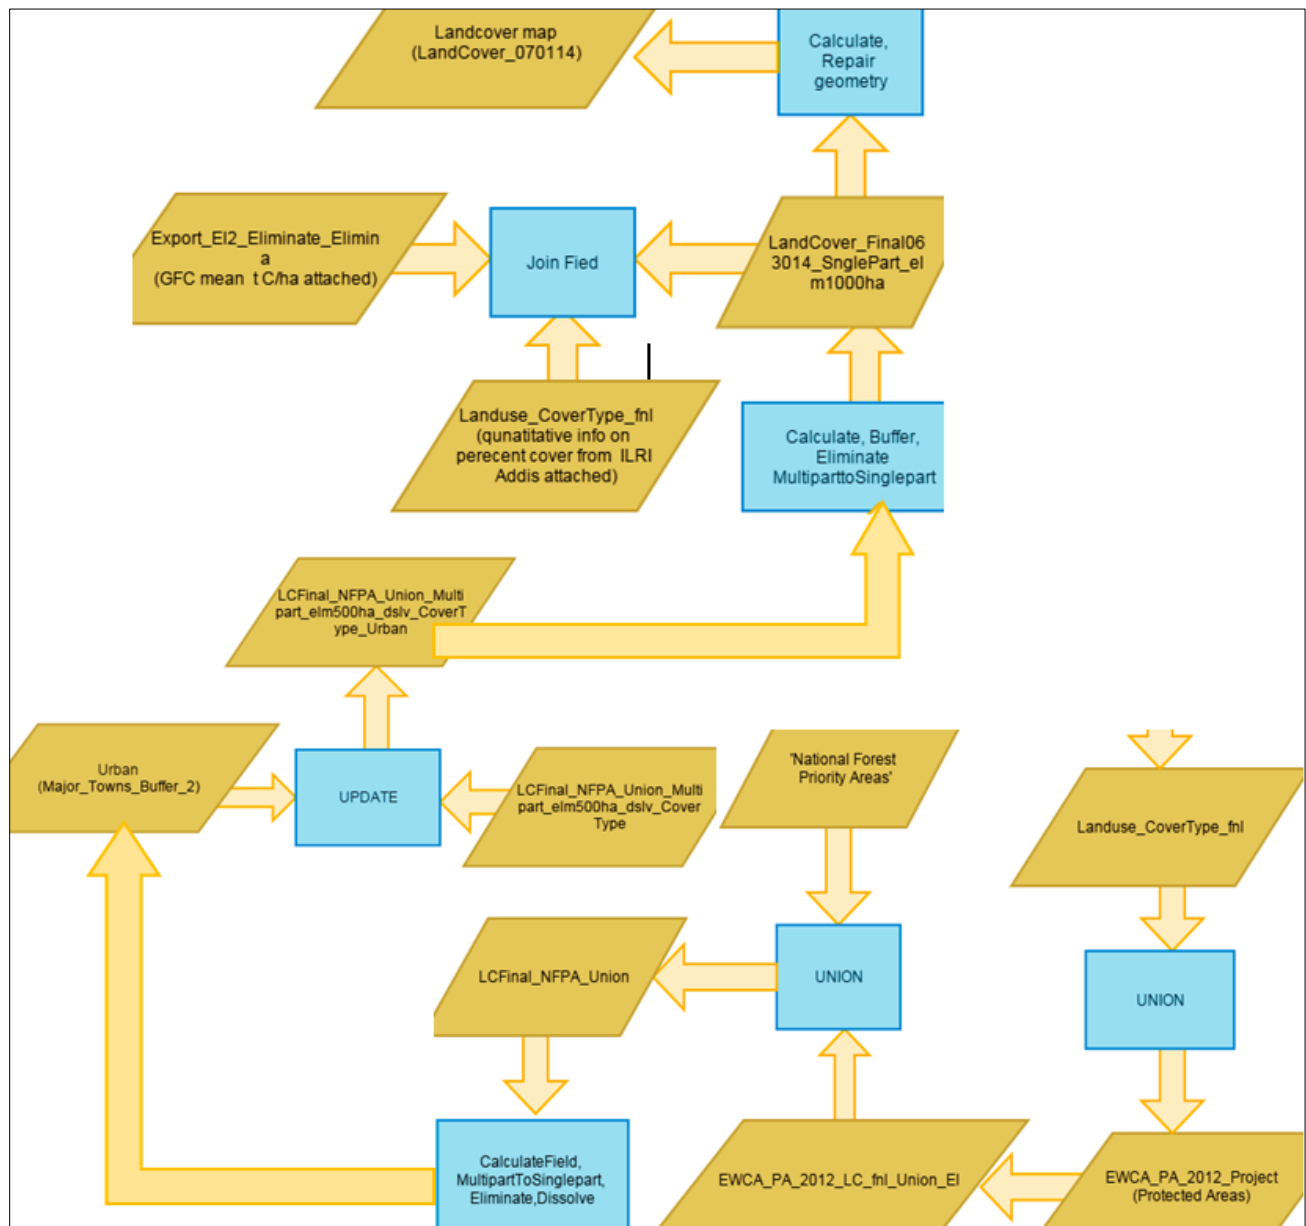 Landcover map
(LandCover_070114)
Calculate,
Repair
geometry
Export_El2_Eliminate_Elimin
a
(GFC mean t C/ha attached)
Join Fied
LandCover_Final06
3014_SnglePart_el
m1000ha
Landuse_CoverType_fnl
(qunatitative info on
perecent cover from ILRI
Addis attached)
Calculate, Buffer,
Eliminate
MultiparttoSinglepart
LCFinal_NFPA_Union_Multi
part_elm500ha_dslv_CoverT
ype_Urban
Urban
(Major_Towns_Buffer_2)
UPDATE
LCFinal_NFPA_Union_Multi
part_elm500ha_dslv_Cover
Type
'National Forest
Priority Areas'
Landuse_CoverType_fnl
LCFinal_NFPA_Union
UNION
UNION
CalculateField,
MultipartToSinglepart,
Eliminate,Dissolve
EWCA_PA_2012_LC_fnl_Union_El
EWCA_PA_2012_Project
(Protected Areas)